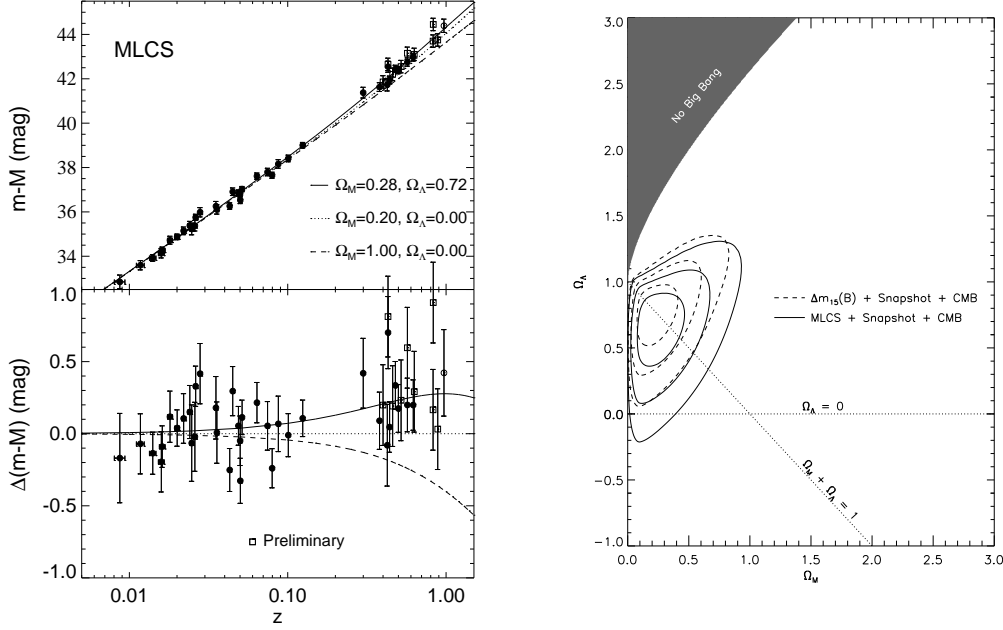 MLCS
m-M (mag)
44
42
40
38
36
34
Ω_M=0.28, Ω_Λ=0.72
Ω_M=0.20, Ω_Λ=0.00
Ω_M=1.00, Ω_Λ=0.00
Δ(m-M) (mag)
1.0
0.5
0.0
-0.5
-1.0
Preliminary
0.01
0.10
1.00
z
No Big Bang
Ω_Λ
3.0
2.5
2.0
1.5
1.0
0.5
0.0
-0.5
-1.0
Δm₁₅(B) + Snapshot + CMB
MLCS + Snapshot + CMB
Ω_Λ = 0
Ω_M + Ω_Λ = 1
0.0
0.5
1.0
1.5
2.0
2.5
3.0
Ω_M